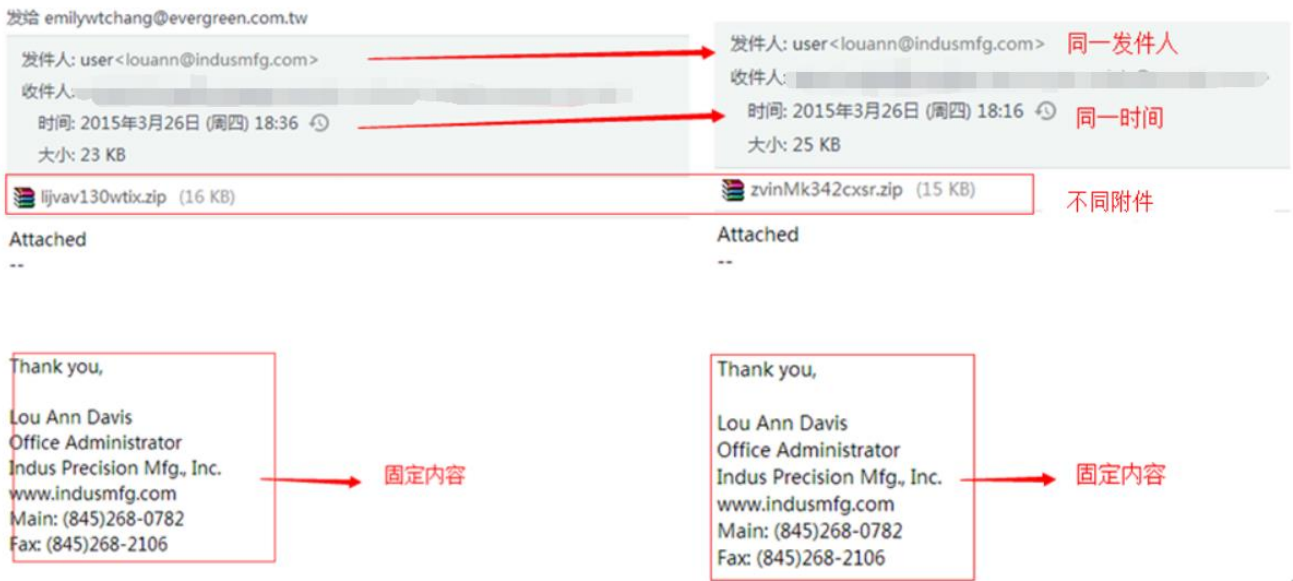 发给 emilywtchang@evergreen.com.tw
发件人: user<louann@indusmfg.com>
收件人:
时间: 2015年3月26日 (周四) 18:36
大小: 23 KB
lijvav130wtix.zip (16 KB)
Attached
--
Thank you,
Lou Ann Davis
Office Administrator
Indus Precision Mfg., Inc.
www.indusmfg.com
Main: (845)268-0782
Fax: (845)268-2106
固定内容
发件人: user<louann@indusmfg.com>
同一发件人
收件人:
时间: 2015年3月26日 (周四) 18:16
同一时间
大小: 25 KB
zvinMk342cxsr.zip (15 KB)
不同附件
Attached
--
Thank you,
Lou Ann Davis
Office Administrator
Indus Precision Mfg., Inc.
www.indusmfg.com
Main: (845)268-0782
Fax: (845)268-2106
固定内容